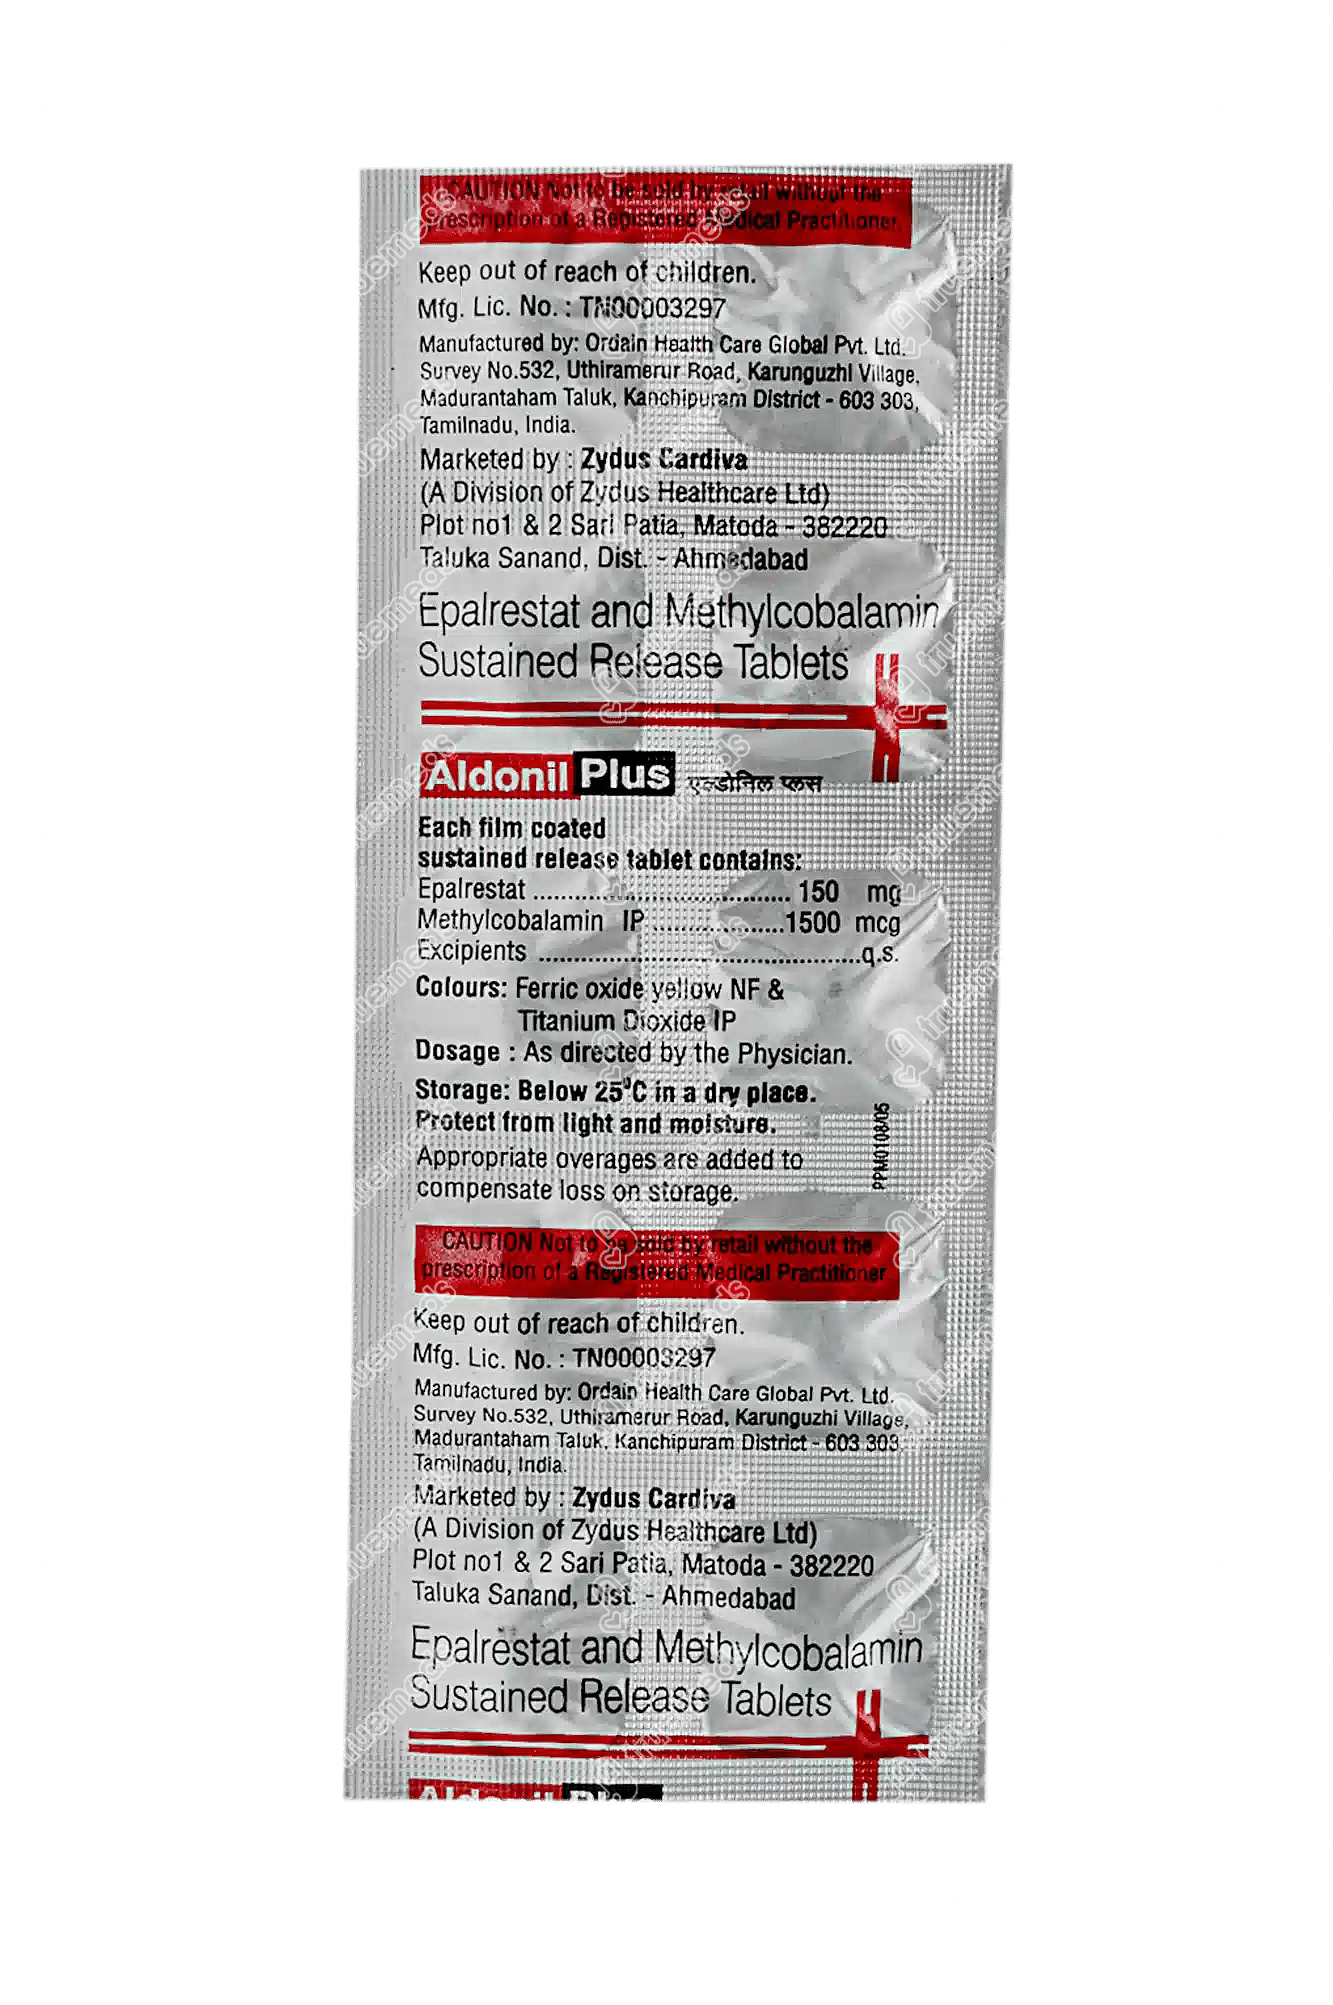 CAUTION Not to be sold by retail without the
prescription of a Registered Medical Practitioner.
Keep out of reach of children.
Mfg. Lic. No. : TN00003297
Manufactured by: Ordain Health Care Global Pvt. Ltd.
Survey No.532, Uthiramerur Road, Karunguzhi Village,
Madurantaham Taluk, Kanchipuram District - 603 303,
Tamilnadu, India.
Marketed by : Zydus Cardiva
(A Division of Zydus Healthcare Ltd)
Plot no1 & 2 Sari Patia, Matoda - 382220
Taluka Sanand, Dist. - Ahmedabad
Epalrestat and Methylcobalamin
Sustained Release Tablets
Aldonil Plus एल्डोनिल प्लस
Each film coated
sustained release tablet contains:
Epalrestat .................................... 150 mg
Methylcobalamin IP ...................1500 mcg
Excipients .............................................q.s.
Colours: Ferric oxide yellow NF &
Titanium Dioxide IP
Dosage : As directed by the Physician.
Storage: Below 25°C in a dry place.
Protect from light and moisture.
Appropriate overages are added to
compensate loss on storage.
PPM0108/05
CAUTION Not to be sold by retail without the
prescription of a Registered Medical Practitioner
Keep out of reach of children.
Mfg. Lic. No. : TN00003297
Manufactured by: Ordain Health Care Global Pvt. Ltd.
Survey No.532, Uthiramerur Road, Karunguzhi Village,
Madurantaham Taluk, Kanchipuram District - 603 303,
Tamilnadu, India.
Marketed by : Zydus Cardiva
(A Division of Zydus Healthcare Ltd)
Plot no1 & 2 Sari Patia, Matoda - 382220
Taluka Sanand, Dist. - Ahmedabad
Epalrestat and Methylcobalamin
Sustained Release Tablets
Aldonil Plus
truemeds